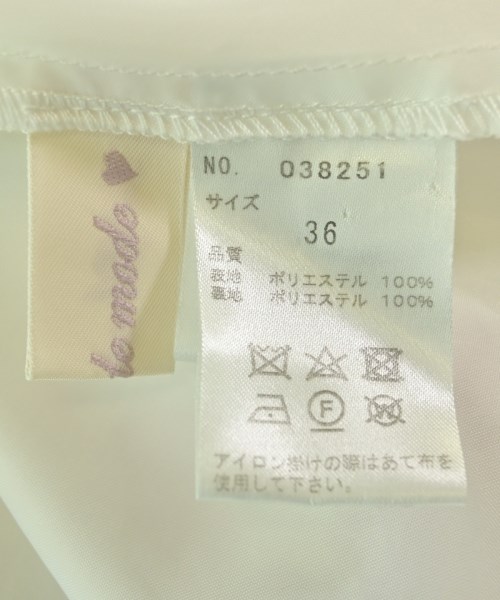 to mode
NO. 038251
サイズ
36
品質
表地 ポリエステル 100%
裏地 ポリエステル 100%
F
W
アイロン掛けの際はあて布を
使用して下さい。